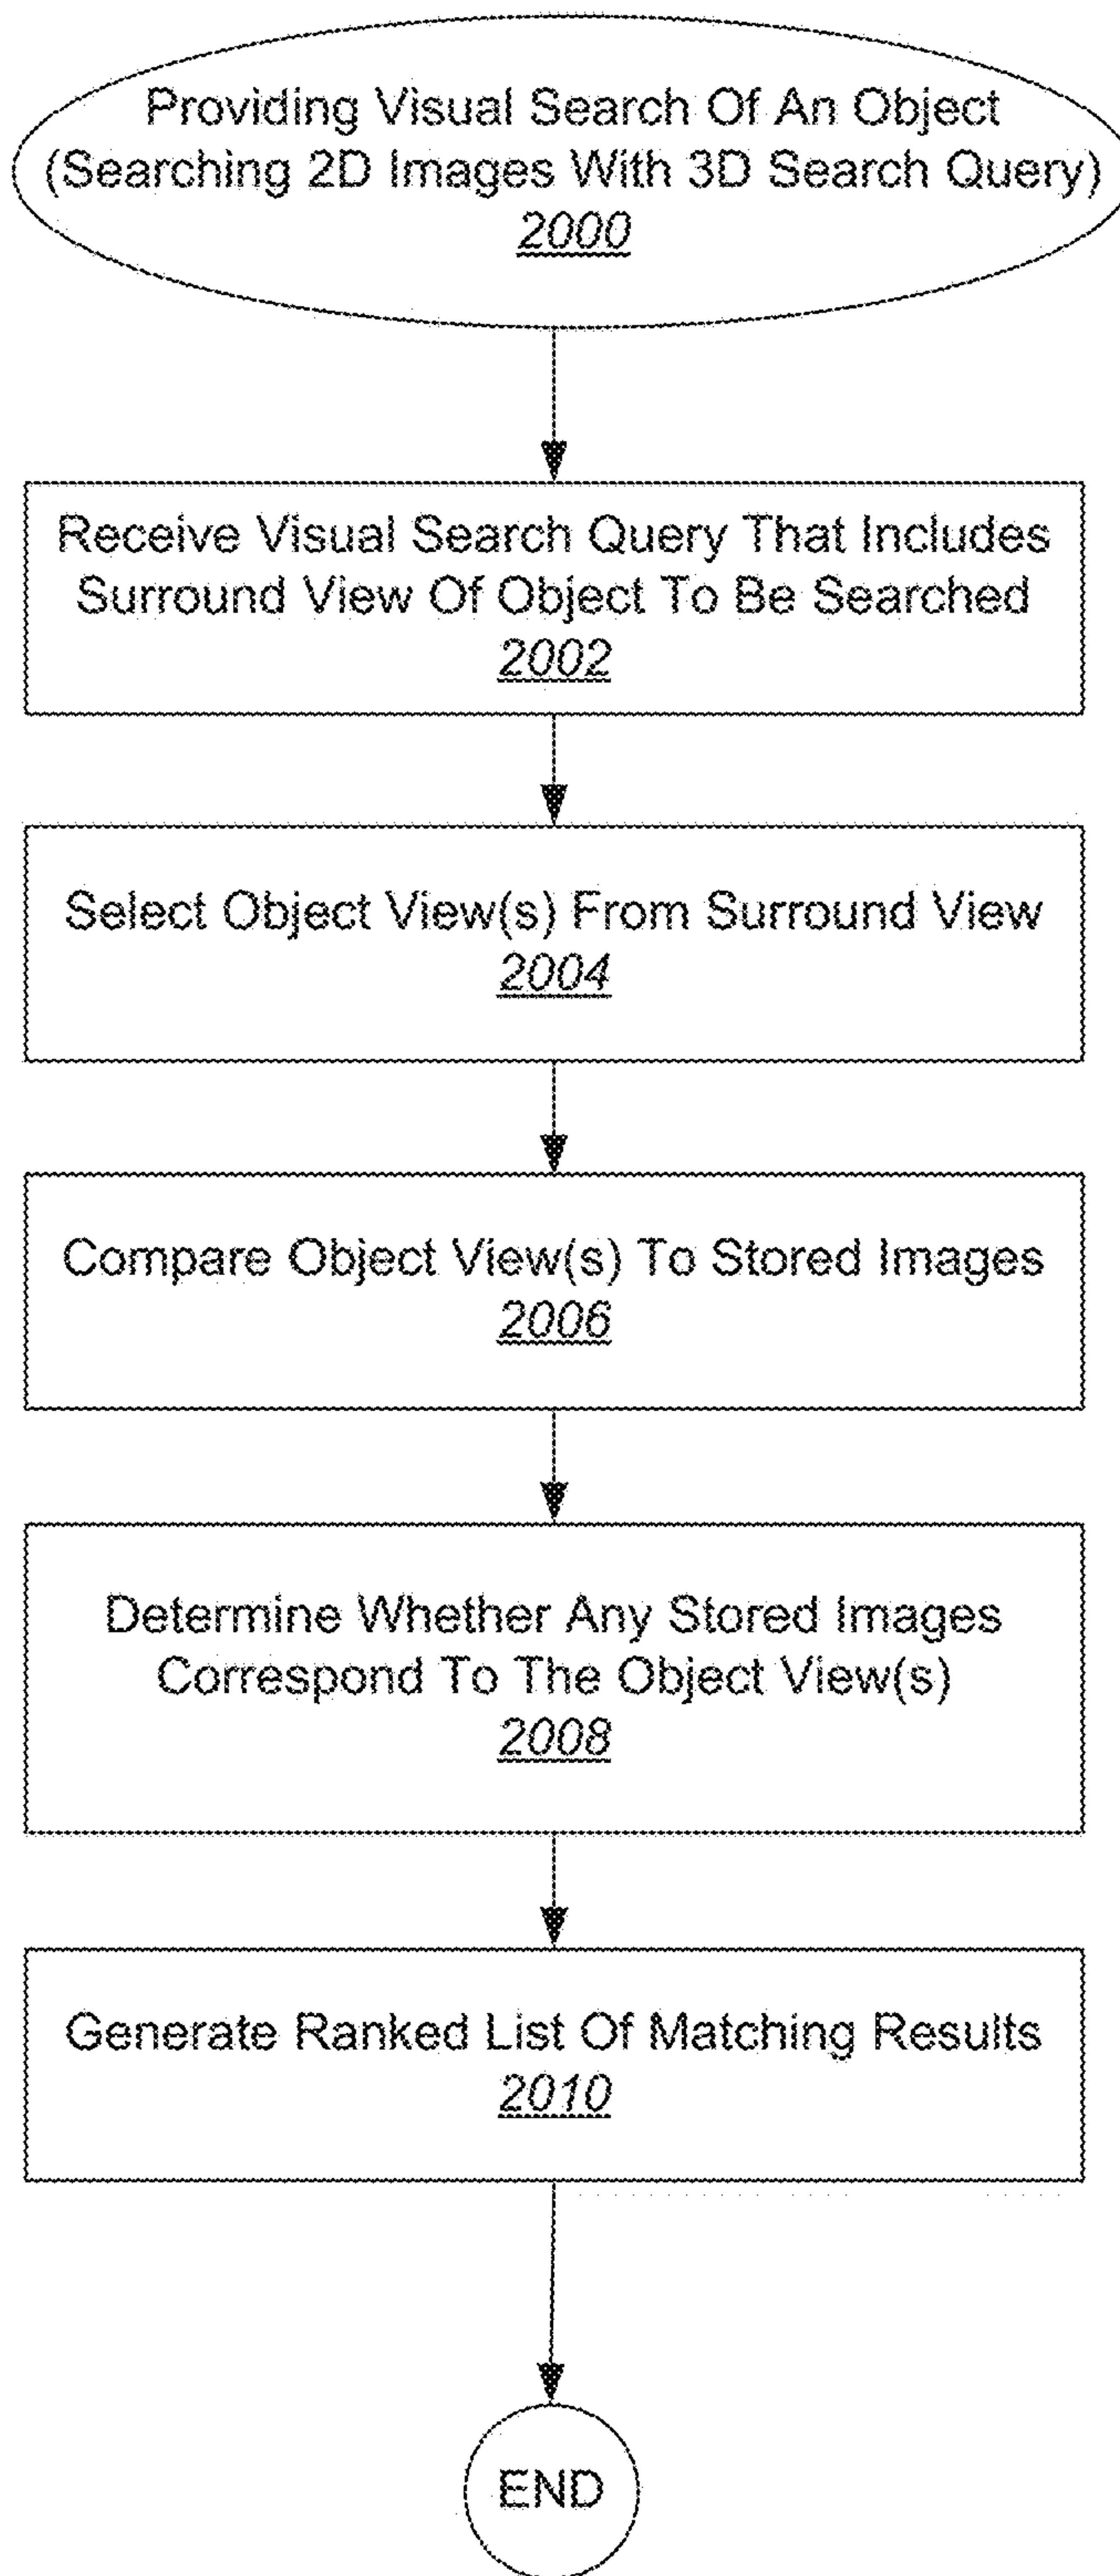 Providing Visual Search Of An Object
(Searching 2D Images With 3D Search Query)
2000
Receive Visual Search Query That Includes
Surround View Of Object To Be Searched
2002
Select Object View(s) From Surround View
2004
Compare Object View(s) To Stored Images
2006
Determine Whether Any Stored Images
Correspond To The Object View(s)
2008
Generate Ranked List Of Matching Results
2010
END